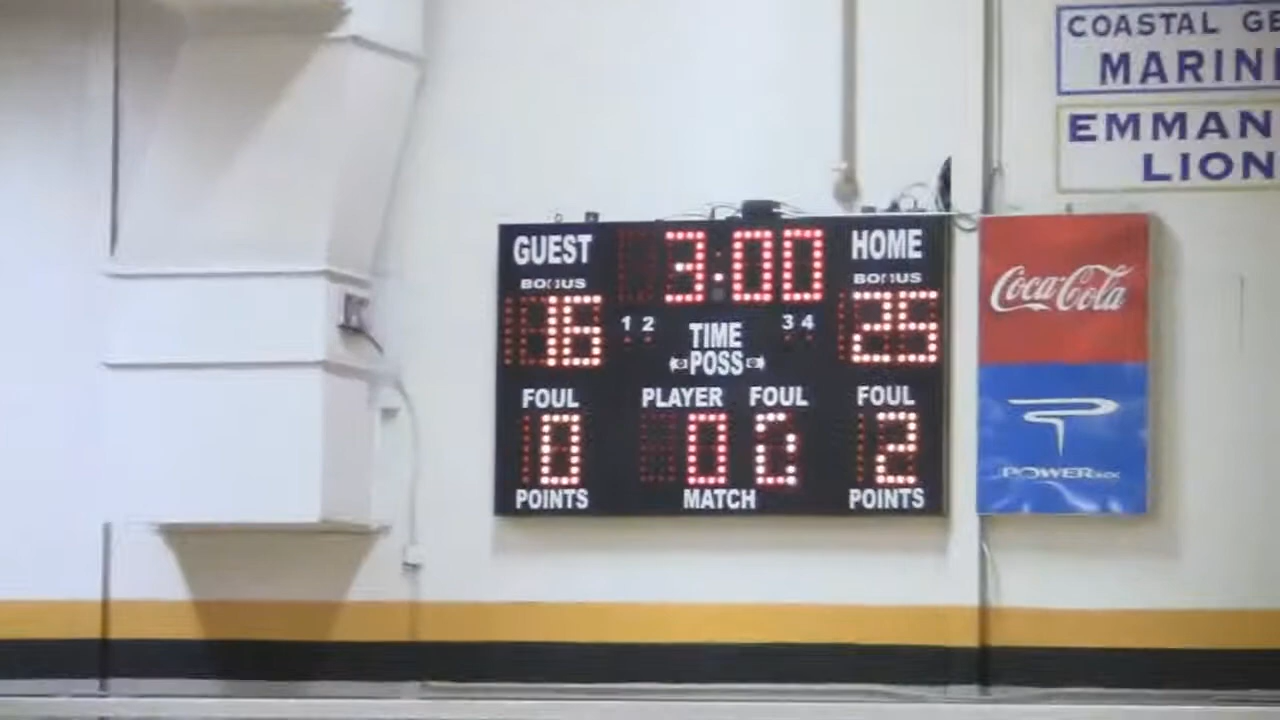 COASTAL GE
MARIN
EMMAN
LION
GUEST
3:00
HOME
BONUS
BONUS
16
1 2
3 4
25
TIME
POSS
FOUL
PLAYER
FOUL
FOUL
0
0
2
POINTS
MATCH
POINTS
Coca-Cola
POWERADE